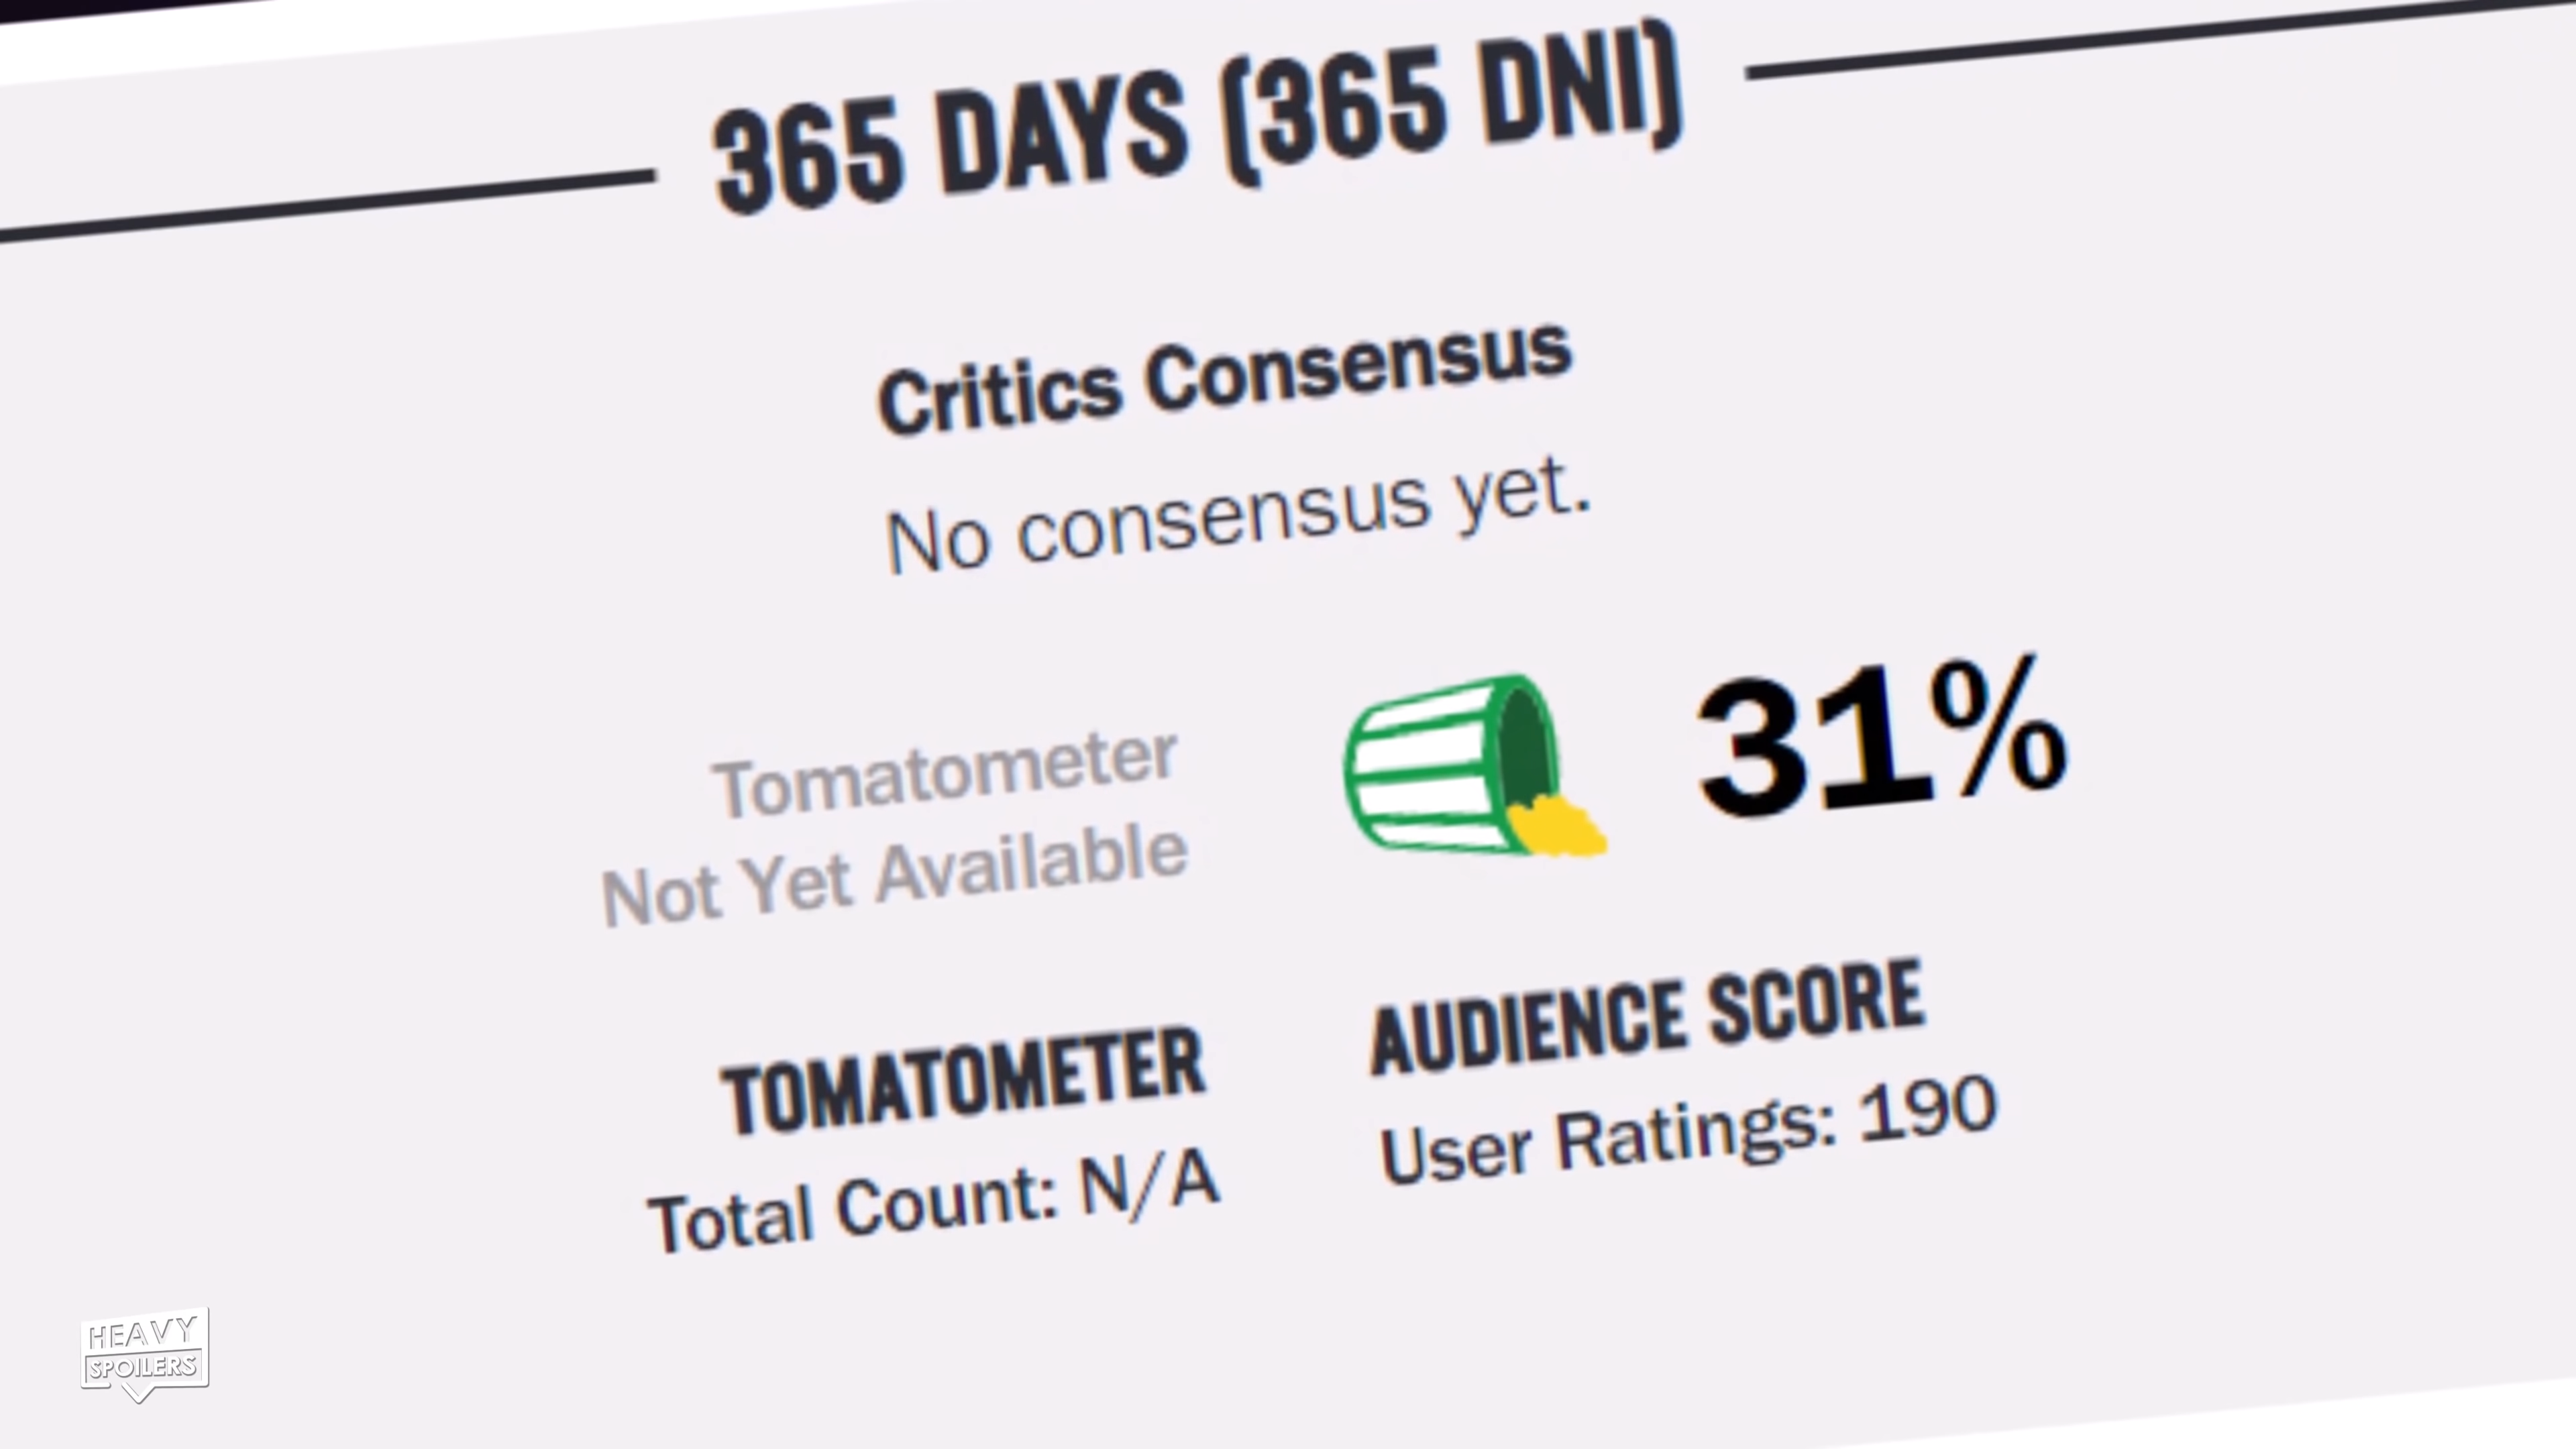 365 DAYS (365 DNI)
Critics Consensus
No consensus yet.
Tomatometer
Not Yet Available
31%
TOMATOMETER
Total Count: N/A
AUDIENCE SCORE
User Ratings: 190
HEAVY
SPOILERS